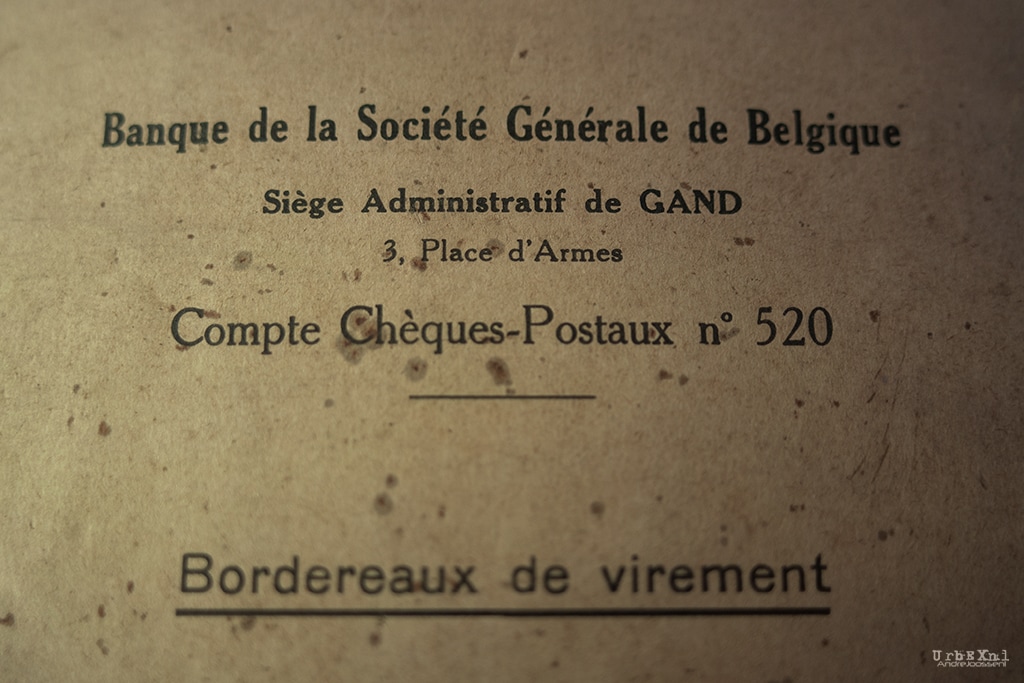 Banque de la Société Générale de Belgique
Siège Administratif de GAND
3, Place d'Armes
Compte Chèques-Postaux n° 520
Bordereaux de virement
UrbEXnl
AndreJoossenl